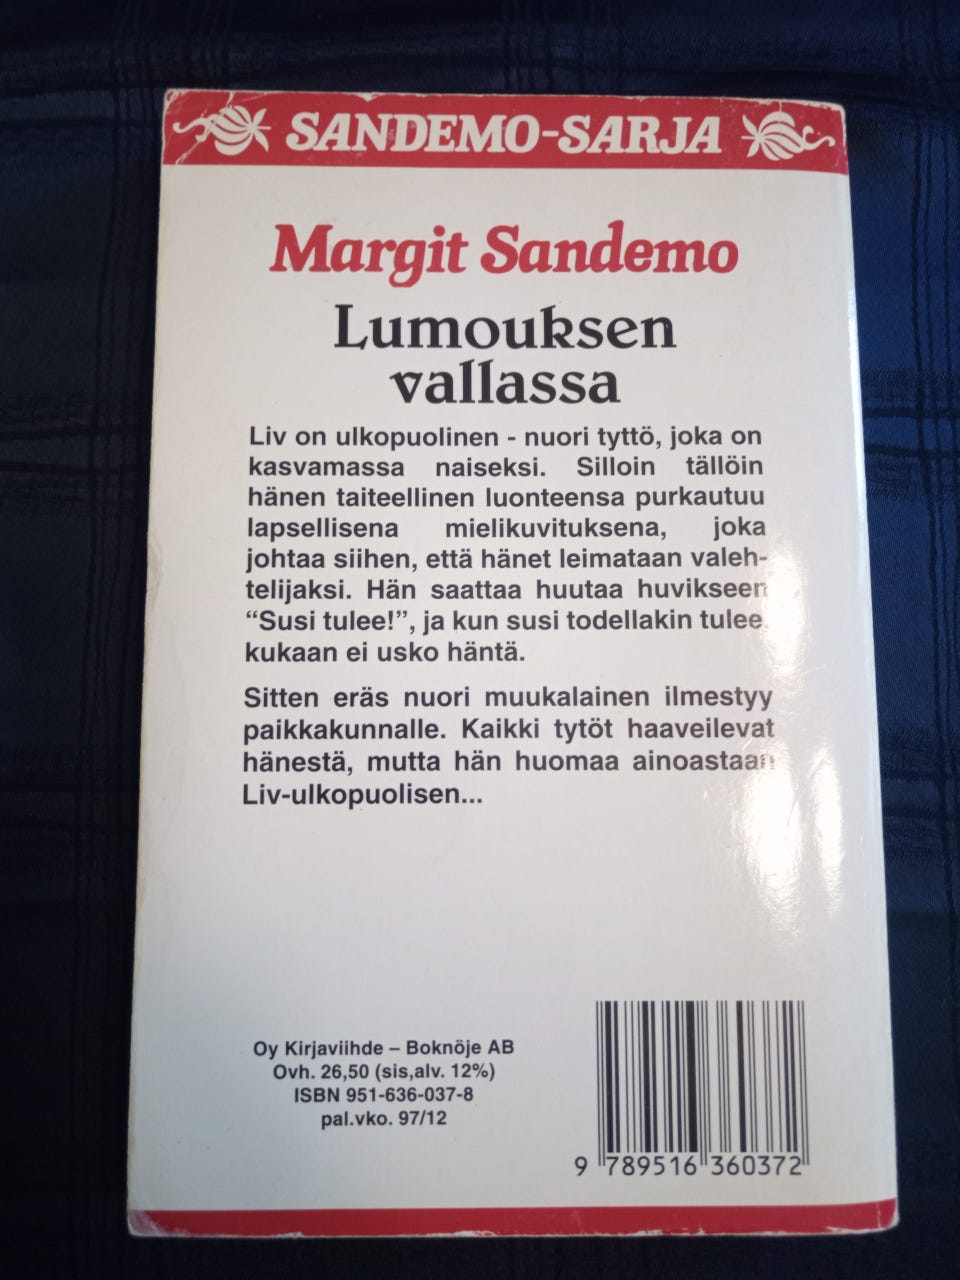 SANDEMO-SARJA
Margit Sandemo
Lumouksen
vallassa
Liv on ulkopuolinen - nuori tyttö, joka on
kasvamassa naiseksi. Silloin tällöin
hänen taiteellinen luonteensa purkautuu
lapsellisena mielikuvituksena, joka
johtaa siihen, että hänet leimataan valeh-
telijaksi. Hän saattaa huutaa huvikseen
“Susi tulee!”, ja kun susi todellakin tulee,
kukaan ei usko häntä.
Sitten eräs nuori muukalainen ilmestyy
paikkakunnalle. Kaikki tytöt haaveilevat
hänestä, mutta hän huomaa ainoastaan
Liv-ulkopuolisen...
Oy Kirjaviihde – Boknöje AB
Ovh. 26,50 (sis,alv. 12%)
ISBN 951-636-037-8
pal.vko. 97/12
9 789516 360372